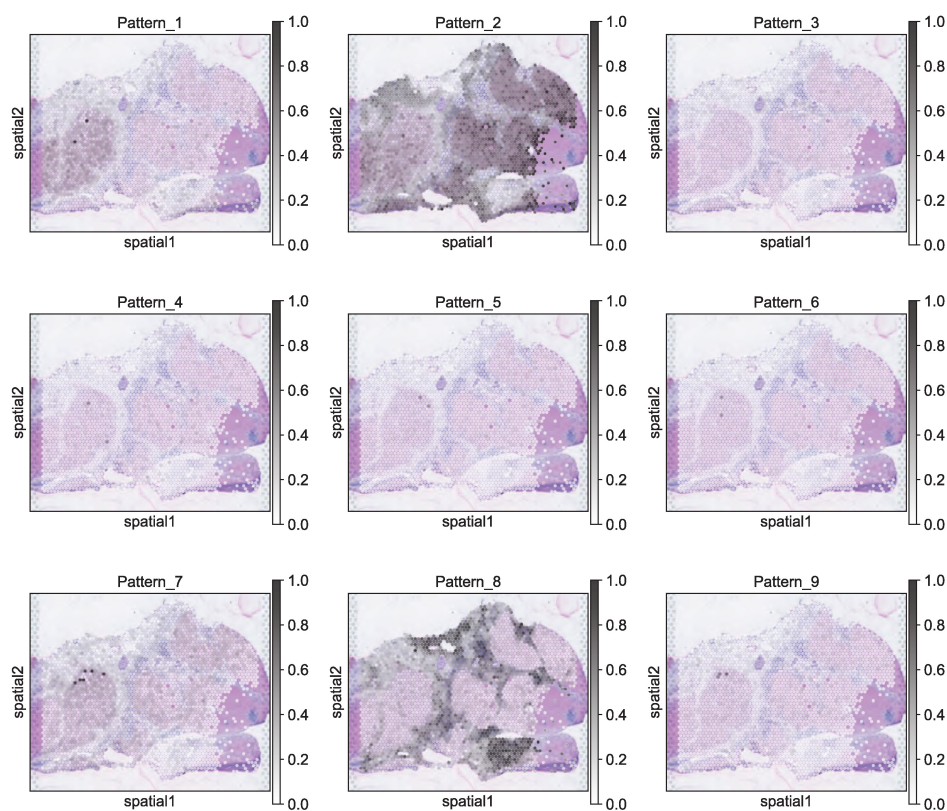 Pattern_1 Pattern_2 Pattern_3
1.0 1.0 1.0
0.8 0.8 0.8
0.6 0.6 0.6
spatial2 spatial2 spatial2
0.4 0.4 0.4
0.2 0.2 0.2
0.0 0.0 0.0
spatial1 spatial1 spatial1
Pattern_4 Pattern_5 Pattern_6
1.0 1.0 1.0
0.8 0.8 0.8
0.6 0.6 0.6
spatial2 spatial2 spatial2
0.4 0.4 0.4
0.2 0.2 0.2
0.0 0.0 0.0
spatial1 spatial1 spatial1
Pattern_7 Pattern_8 Pattern_9
1.0 1.0 1.0
0.8 0.8 0.8
0.6 0.6 0.6
spatial2 spatial2 spatial2
0.4 0.4 0.4
0.2 0.2 0.2
0.0 0.0 0.0
spatial1 spatial1 spatial1